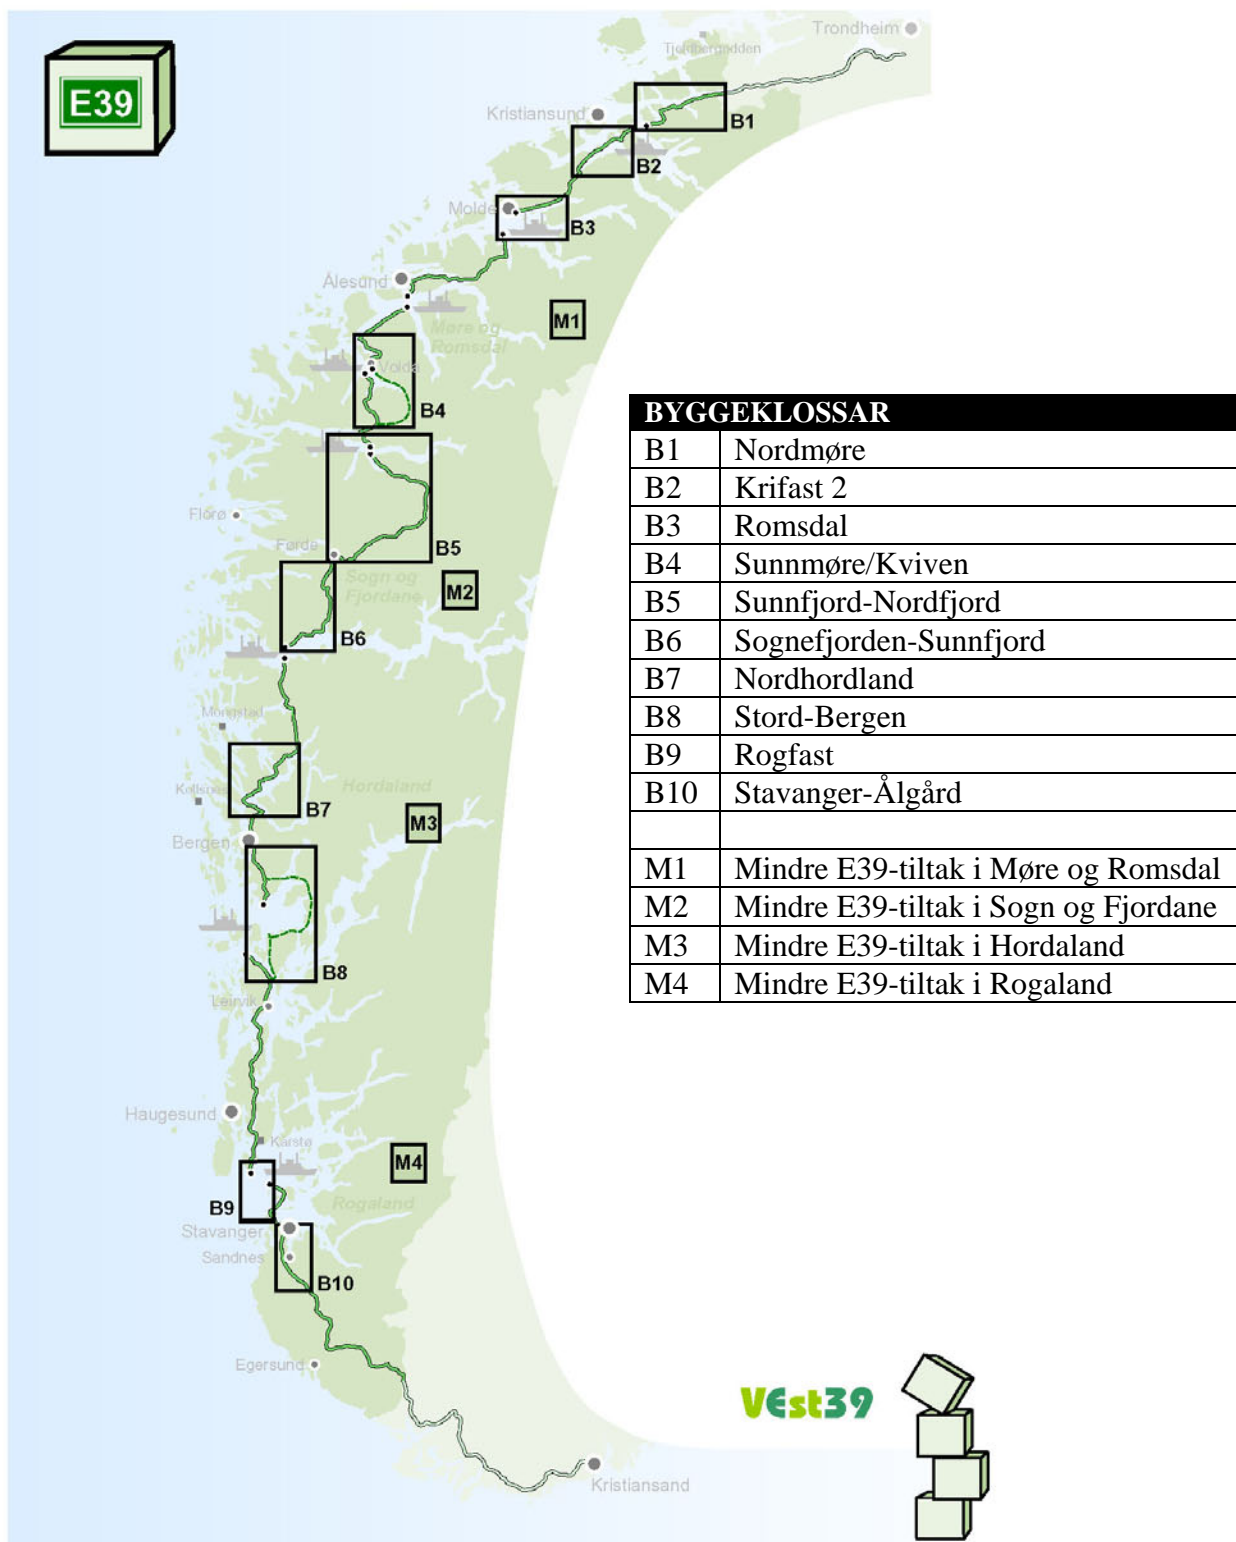 Trondheim
Tjeldbergodden
E39
Kristiansund
B1
B2
Molde
B3
Ålesund
M1
Møre og
Romsdal
Volda
B4
BYGGEKLOSSAR
B1 Nordmøre
B2 Krifast 2
B3 Romsdal
B4 Sunnmøre/Kviven
B5 Sunnfjord-Nordfjord
B6 Sognefjorden-Sunnfjord
B7 Nordhordland
B8 Stord-Bergen
B9 Rogfast
B10 Stavanger-Ålgård
M1 Mindre E39-tiltak i Møre og Romsdal
M2 Mindre E39-tiltak i Sogn og Fjordane
M3 Mindre E39-tiltak i Hordaland
M4 Mindre E39-tiltak i Rogaland
Florø
Førde
B5
Sogn og
Fjordane
M2
B6
Mongstad
Kollsnes
Hordaland
B7
M3
Bergen
B8
Leirvik
Haugesund
Kårstø
M4
B9
Rogaland
Stavanger
Sandnes
B10
Egersund
VEst39
Kristiansand